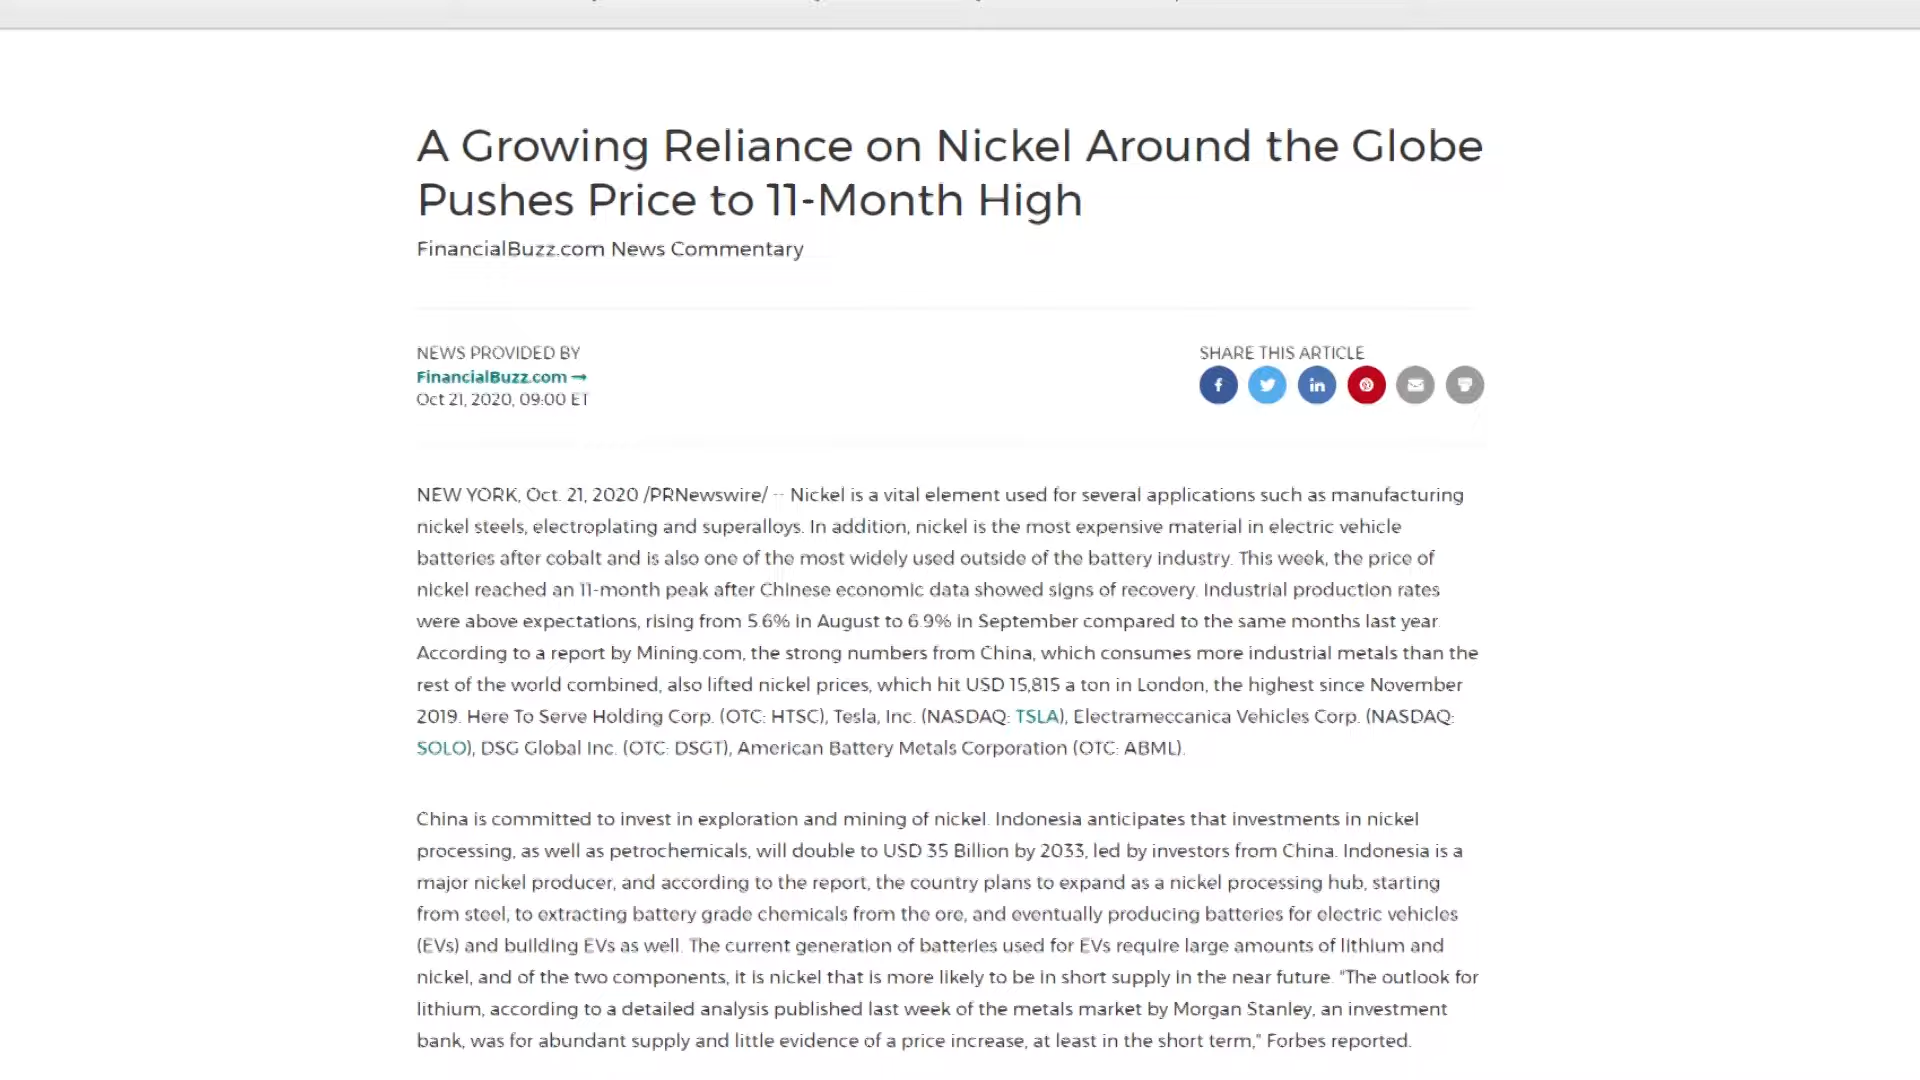 A Growing Reliance on Nickel Around the Globe
Pushes Price to 11-Month High
FinancialBuzz.com News Commentary
NEWS PROVIDED BY
FinancialBuzz.com →
Oct 21, 2020, 09:00 ET
SHARE THIS ARTICLE
NEW YORK, Oct. 21, 2020 /PRNewswire/ -- Nickel is a vital element used for several applications such as manufacturing
nickel steels, electroplating and superalloys. In addition, nickel is the most expensive material in electric vehicle
batteries after cobalt and is also one of the most widely used outside of the battery industry. This week, the price of
nickel reached an 11-month peak after Chinese economic data showed signs of recovery. Industrial production rates
were above expectations, rising from 5.6% in August to 6.9% in September compared to the same months last year.
According to a report by Mining.com, the strong numbers from China, which consumes more industrial metals than the
rest of the world combined, also lifted nickel prices, which hit USD 15,815 a ton in London, the highest since November
2019. Here To Serve Holding Corp. (OTC: HTSC), Tesla, Inc. (NASDAQ: TSLA), Electrameccanica Vehicles Corp. (NASDAQ:
SOLO), DSG Global Inc. (OTC: DSGT), American Battery Metals Corporation (OTC: ABML).
China is committed to invest in exploration and mining of nickel. Indonesia anticipates that investments in nickel
processing, as well as petrochemicals, will double to USD 35 Billion by 2033, led by investors from China. Indonesia is a
major nickel producer, and according to the report, the country plans to expand as a nickel processing hub, starting
from steel, to extracting battery grade chemicals from the ore, and eventually producing batteries for electric vehicles
(EVs) and building EVs as well. The current generation of batteries used for EVs require large amounts of lithium and
nickel, and of the two components, it is nickel that is more likely to be in short supply in the near future. "The outlook for
lithium, according to a detailed analysis published last week of the metals market by Morgan Stanley, an investment
bank, was for abundant supply and little evidence of a price increase, at least in the short term," Forbes reported.